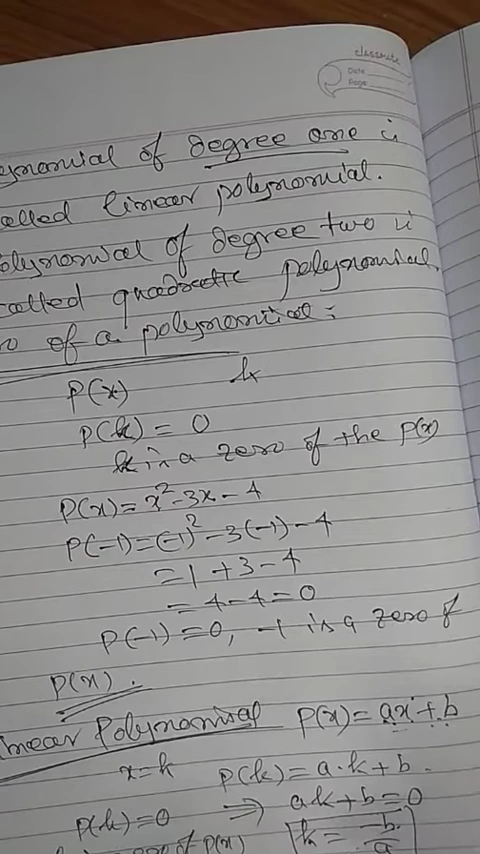 classmate
Date
Page
ynomial of degree one is
alled linear polynomial.
olynomial of degree two is
called quadratic polynomial.
of a polynomial:
P(x) k
P(k) = 0
k is a zero of the P(x)
P(x) = x² - 3x - 4
P(-1) = (-1)² - 3(-1) - 4
= 1 + 3 - 4
= 4 - 4 = 0
P(-1) = 0, -1 is a zero of
P(x).
inear Polynomial P(x) = ax + b
x = k P(k) = a·k + b.
P(k) = 0 ⇒ ak + b = 0
of P(x) k = -b/a